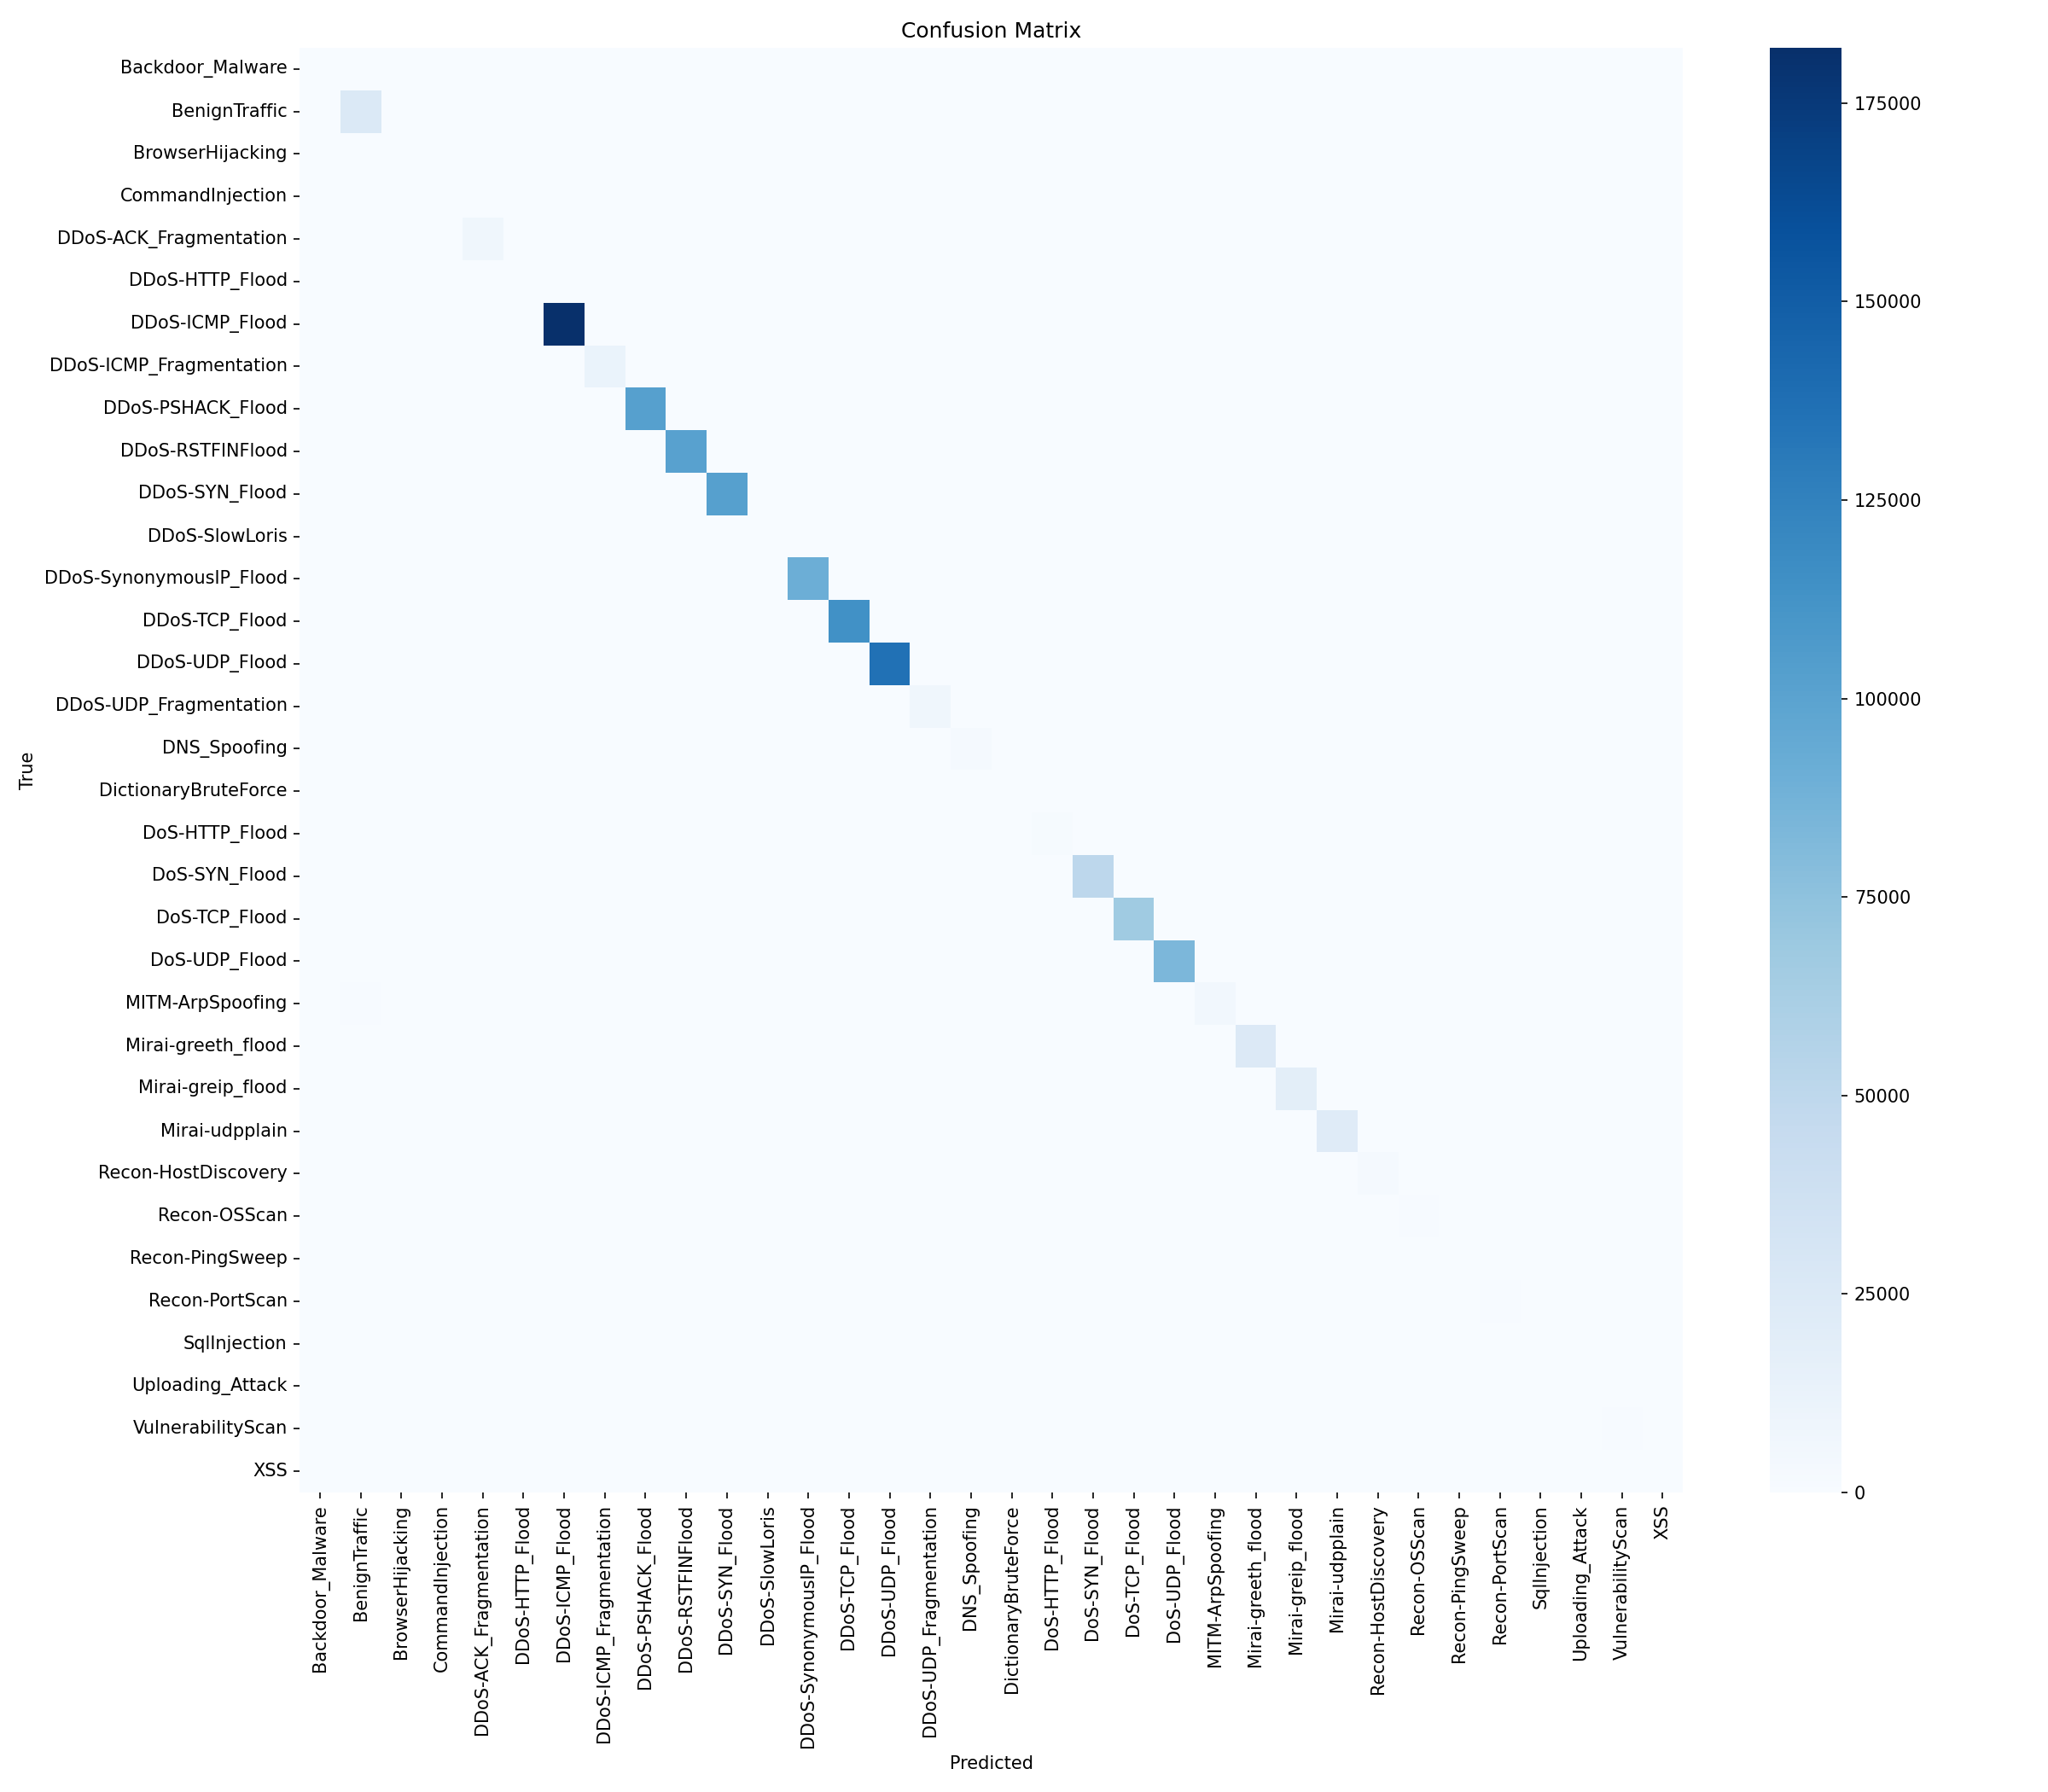 Confusion Matrix
Backdoor_Malware
BenignTraffic
BrowserHijacking
CommandInjection
DDoS-ACK_Fragmentation
DDoS-HTTP_Flood
DDoS-ICMP_Flood
DDoS-ICMP_Fragmentation
DDoS-PSHACK_Flood
DDoS-RSTFINFlood
DDoS-SYN_Flood
DDoS-SlowLoris
DDoS-SynonymousIP_Flood
DDoS-TCP_Flood
DDoS-UDP_Flood
DDoS-UDP_Fragmentation
DNS_Spoofing
DictionaryBruteForce
DoS-HTTP_Flood
DoS-SYN_Flood
DoS-TCP_Flood
DoS-UDP_Flood
MITM-ArpSpoofing
Mirai-greeth_flood
Mirai-greip_flood
Mirai-udpplain
Recon-HostDiscovery
Recon-OSScan
Recon-PingSweep
Recon-PortScan
SqlInjection
Uploading_Attack
VulnerabilityScan
XSS
True
Backdoor_Malware
BenignTraffic
BrowserHijacking
CommandInjection
DDoS-ACK_Fragmentation
DDoS-HTTP_Flood
DDoS-ICMP_Flood
DDoS-ICMP_Fragmentation
DDoS-PSHACK_Flood
DDoS-RSTFINFlood
DDoS-SYN_Flood
DDoS-SlowLoris
DDoS-SynonymousIP_Flood
DDoS-TCP_Flood
DDoS-UDP_Flood
DDoS-UDP_Fragmentation
DNS_Spoofing
DictionaryBruteForce
DoS-HTTP_Flood
DoS-SYN_Flood
DoS-TCP_Flood
DoS-UDP_Flood
MITM-ArpSpoofing
Mirai-greeth_flood
Mirai-greip_flood
Mirai-udpplain
Recon-HostDiscovery
Recon-OSScan
Recon-PingSweep
Recon-PortScan
SqlInjection
Uploading_Attack
VulnerabilityScan
XSS
Predicted
175000
150000
125000
100000
75000
50000
25000
0